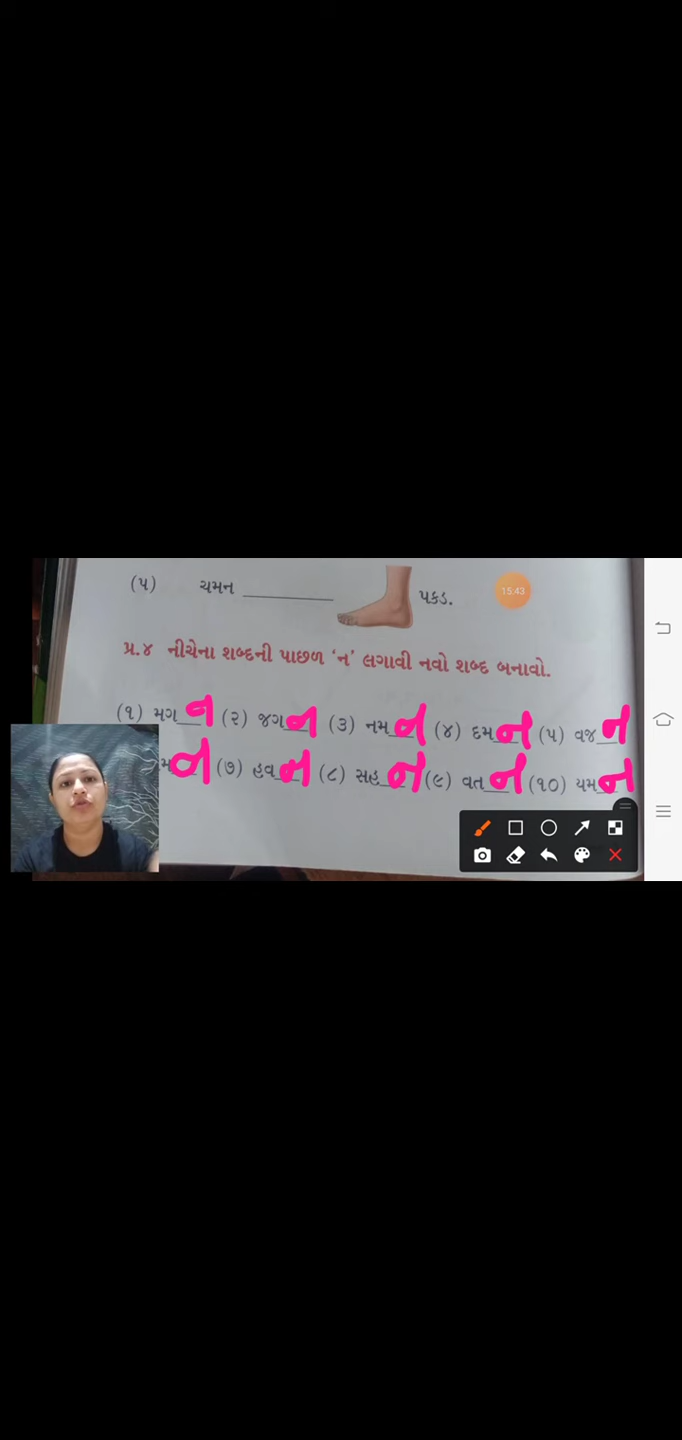 (૫) ચમન __________ પકડ.
15:43
પ્ર.૪ નીચેના શબ્દની પાછળ ‘ન’ લગાવી નવો શબ્દ બનાવો.
(૧) મગ ન (૨) જગ ન (૩) નમ ન (૪) દમ ન (૫) વજ ન
મ ન (૭) હવ ન (૮) સહ ન (૯) વત ન (૧૦) યમ ન